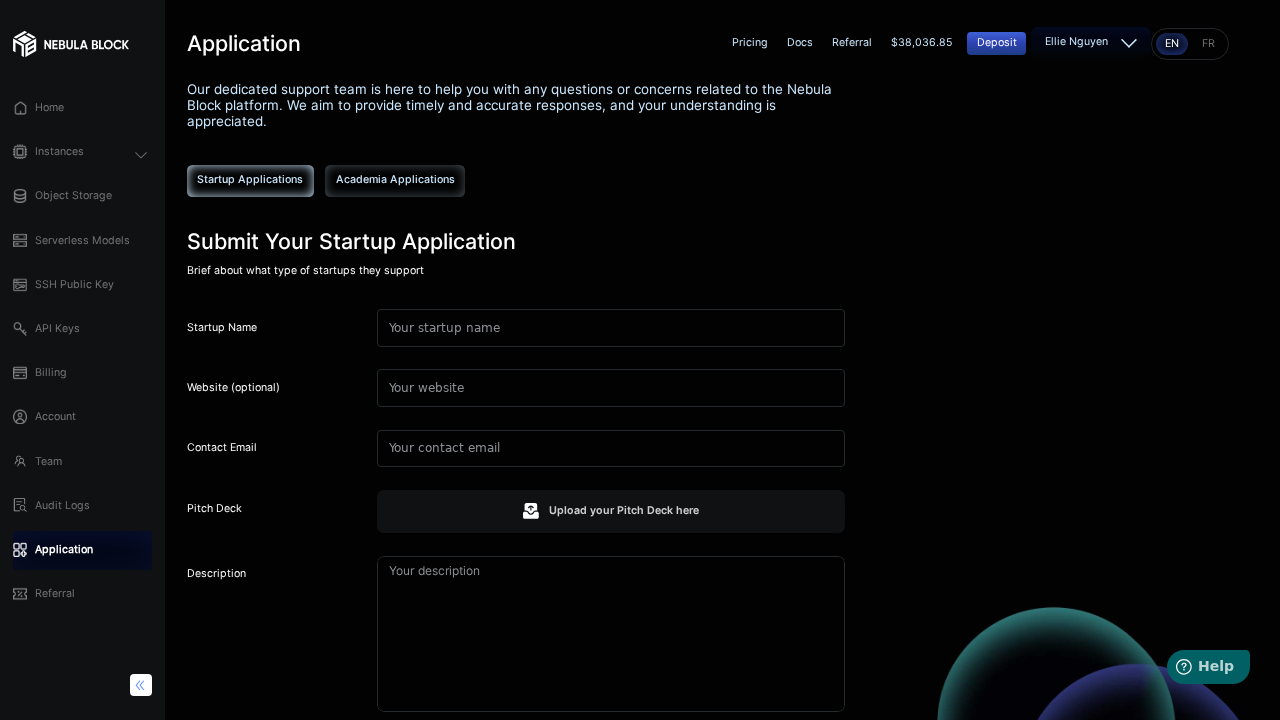 NEBULA BLOCK
Home
Instances
Object Storage
Serverless Models
SSH Public Key
API Keys
Billing
Account
Team
Audit Logs
Application
Referral
Application
Pricing
Docs
Referral
$38,036.85
Deposit
Ellie Nguyen
EN
FR
Our dedicated support team is here to help you with any questions or concerns related to the Nebula
Block platform. We aim to provide timely and accurate responses, and your understanding is
appreciated.
Startup Applications
Academia Applications
Submit Your Startup Application
Brief about what type of startups they support
Startup Name
Your startup name
Website (optional)
Your website
Contact Email
Your contact email
Pitch Deck
Upload your Pitch Deck here
Description
Your description
Help